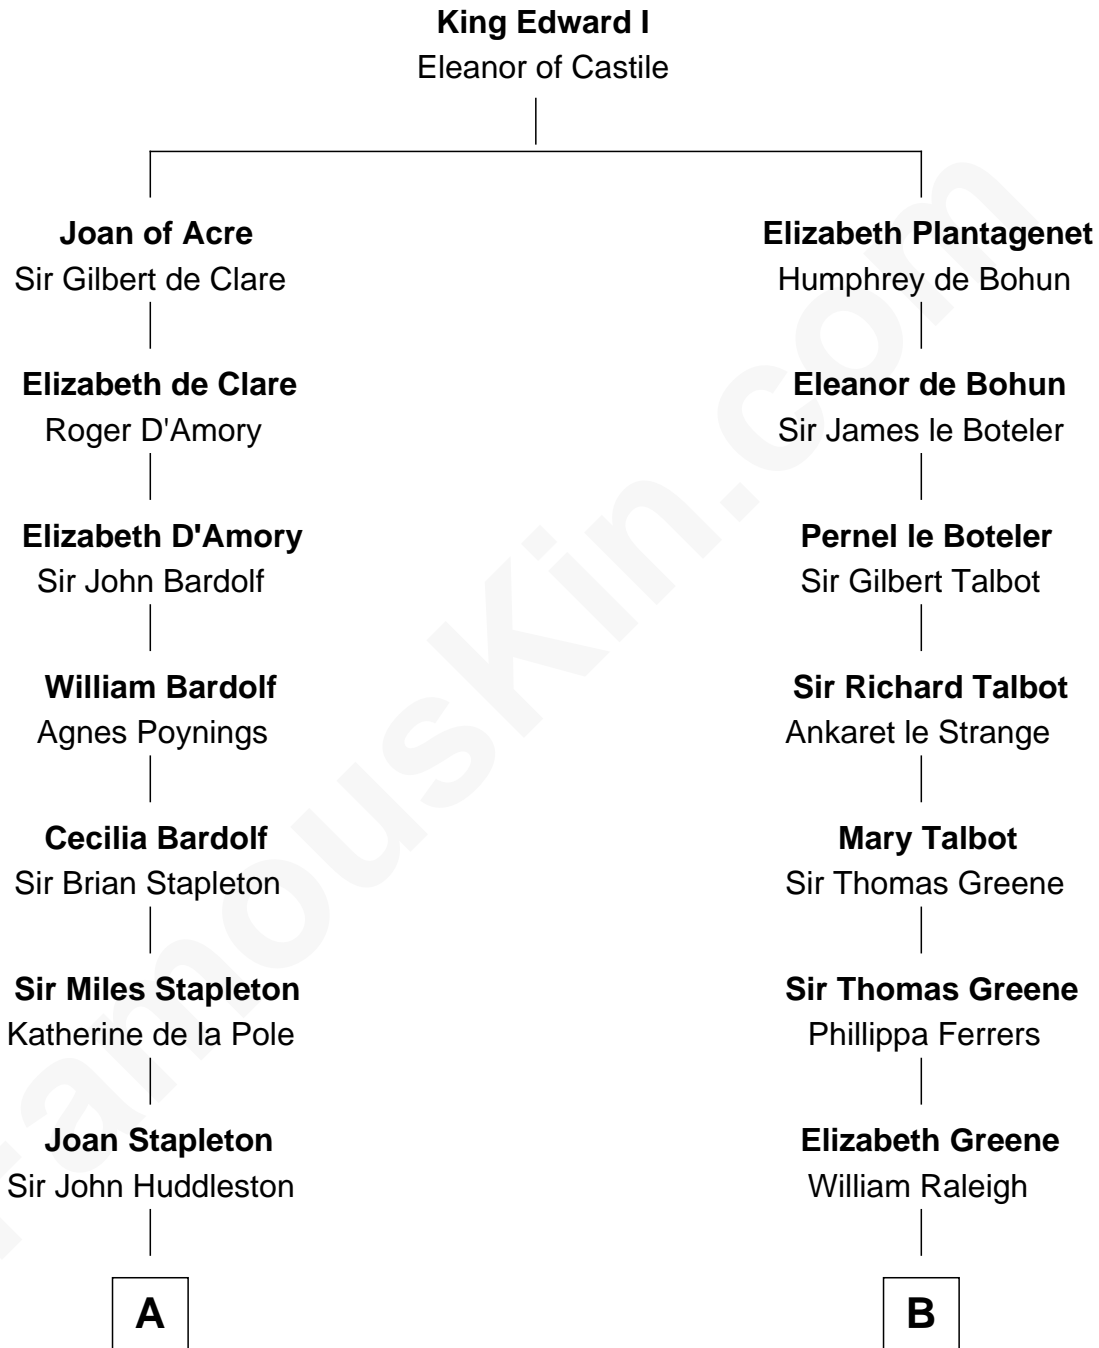 King Edward I
Eleanor of Castile
Joan of Acre
Sir Gilbert de Clare
Elizabeth Plantagenet
Humphrey de Bohun
Elizabeth de Clare
Roger D'Amory
Eleanor de Bohun
Sir James le Boteler
Elizabeth D'Amory
Sir John Bardolf
Pernel le Boteler
Sir Gilbert Talbot
William Bardolf
Agnes Poynings
Sir Richard Talbot
Ankaret le Strange
Cecilia Bardolf
Sir Brian Stapleton
Mary Talbot
Sir Thomas Greene
Sir Miles Stapleton
Katherine de la Pole
Sir Thomas Greene
Phillippa Ferrers
Joan Stapleton
Sir John Huddleston
Elizabeth Greene
William Raleigh
A
B
FamousKin.com